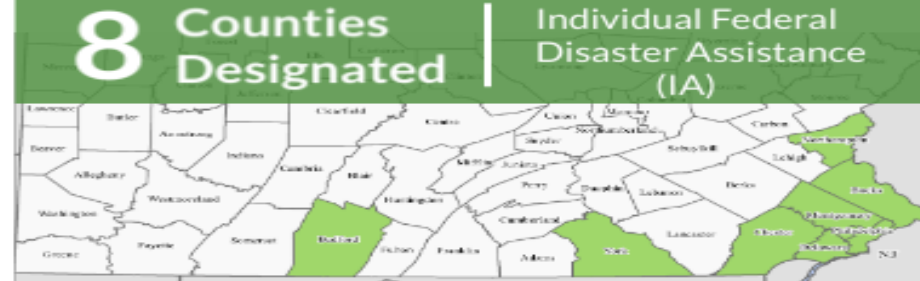 8
Counties
Designated
Individual Federal
Disaster Assistance
(IA)
Lawrence
Butler
Clearfield
Centre
Union
Carbon
Armstrong
Snyder
Northumberland
Northampton
Beaver
Indiana
Schuylkill
Lehigh
Allegheny
Cambria
Blair
Mifflin
Juniata
Bucks
Westmoreland
Huntingdon
Perry
Dauphin
Lebanon
Berks
Washington
Cumberland
Montgomery
Greene
Fayette
Somerset
Bedford
Fulton
Franklin
Adams
York
Lancaster
Chester
Delaware
NJ